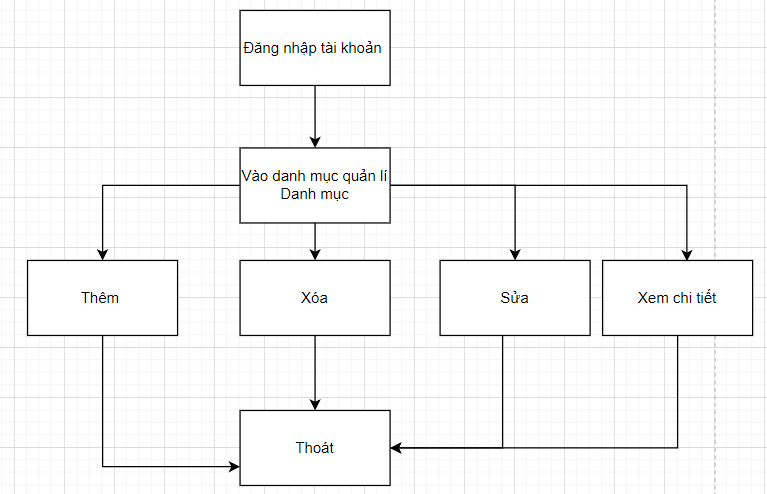 Đăng nhập tài khoản
Vào danh mục quản lí
Danh mục
Thêm
Xóa
Sửa
Xem chi tiết
Thoát